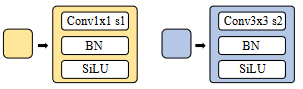 Conv1x1 s1
BN
SiLU
Conv3x3 s2
BN
SiLU